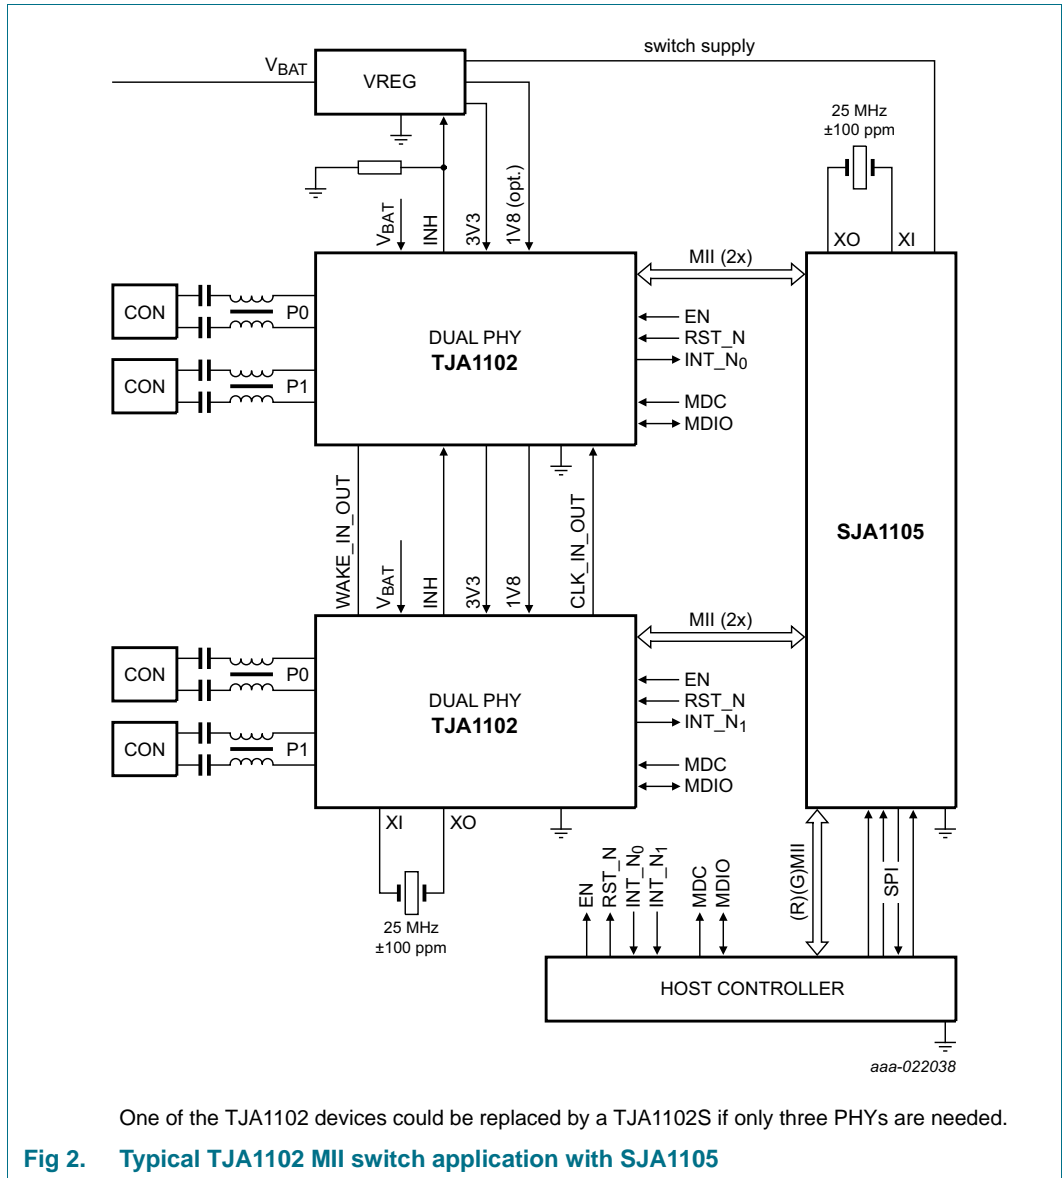 switch supply
VBAT
VREG
25 MHz
±100 ppm
VBAT
INH
3V3
1V8 (opt.)
XO
XI
MII (2x)
CON
P0
CON
P1
DUAL PHY
TJA1102
EN
RST_N
INT_N0
MDC
MDIO
SJA1105
WAKE_IN_OUT
VBAT
INH
3V3
1V8
CLK_IN_OUT
MII (2x)
CON
P0
CON
P1
DUAL PHY
TJA1102
EN
RST_N
INT_N1
MDC
MDIO
XI
XO
25 MHz
±100 ppm
EN
RST_N
INT_N0
INT_N1
MDC
MDIO
(R)(G)MII
SPI
HOST CONTROLLER
aaa-022038
One of the TJA1102 devices could be replaced by a TJA1102S if only three PHYs are needed.
Fig 2. Typical TJA1102 MII switch application with SJA1105